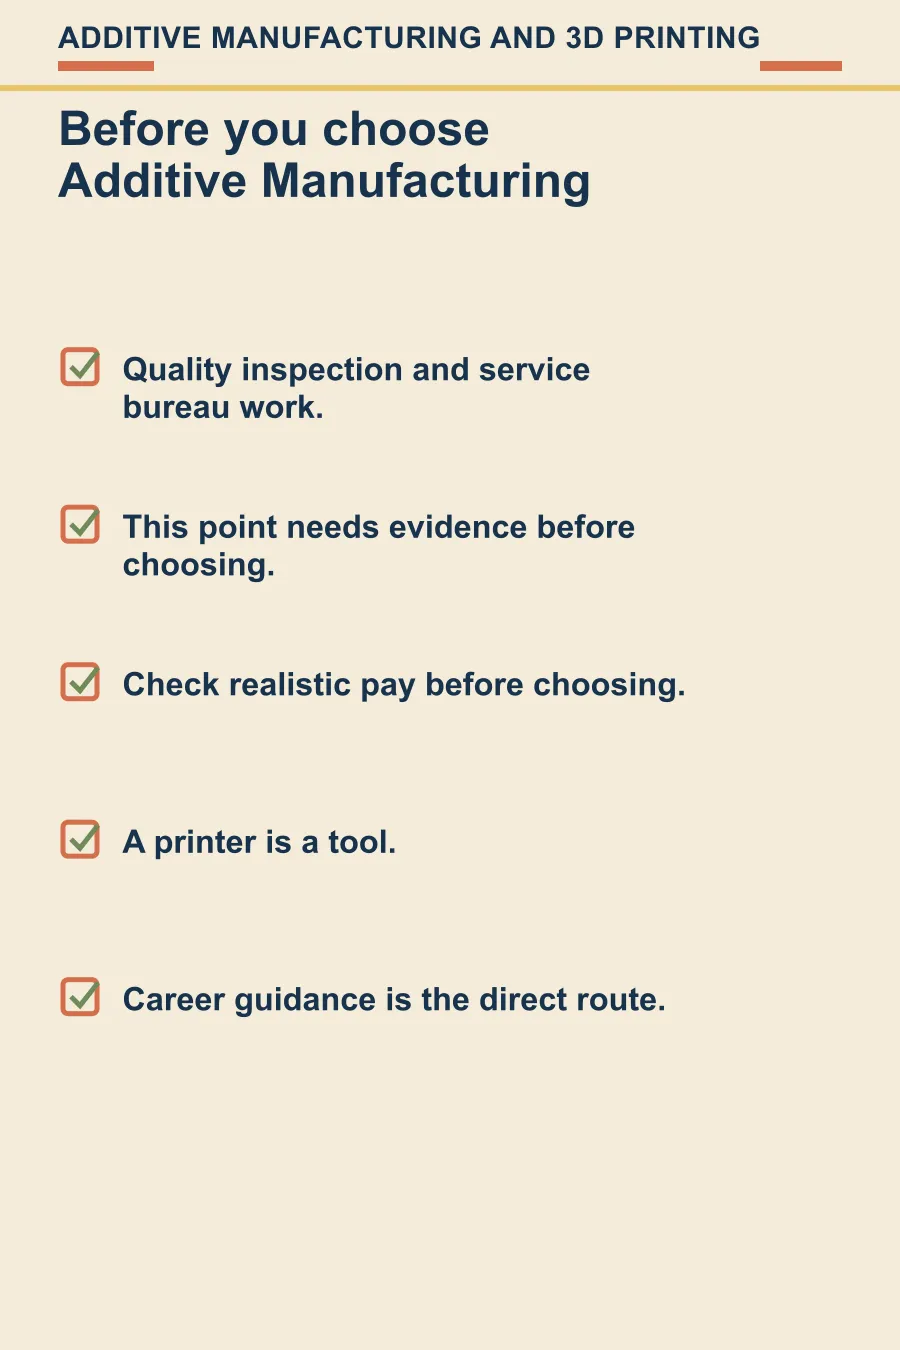 ADDITIVE MANUFACTURING AND 3D PRINTING
Before you choose
Additive Manufacturing
Quality inspection and service
bureau work.
This point needs evidence before
choosing.
Check realistic pay before choosing.
A printer is a tool.
Career guidance is the direct route.